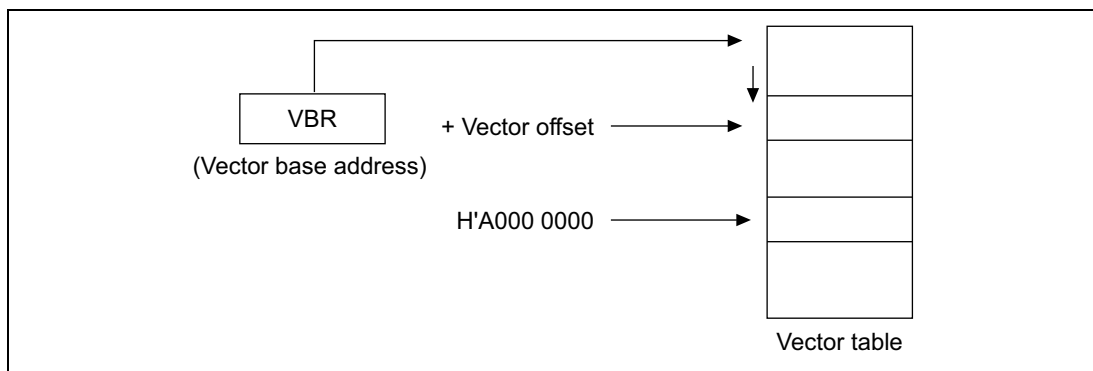 VBR
(Vector base address)
+ Vector offset
H'A000 0000
Vector table